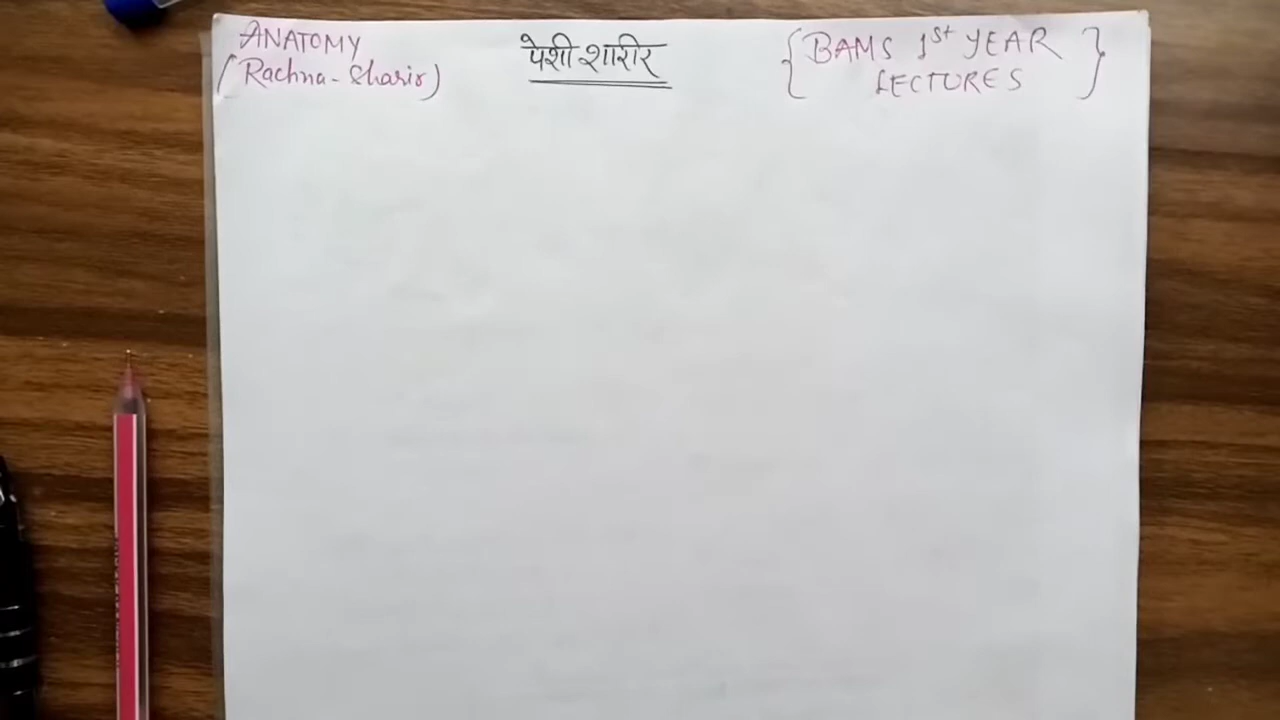 ANATOMY
(Rachna-Sharir)
पेशी शारीर
{BAMS 1st YEAR
LECTURES}